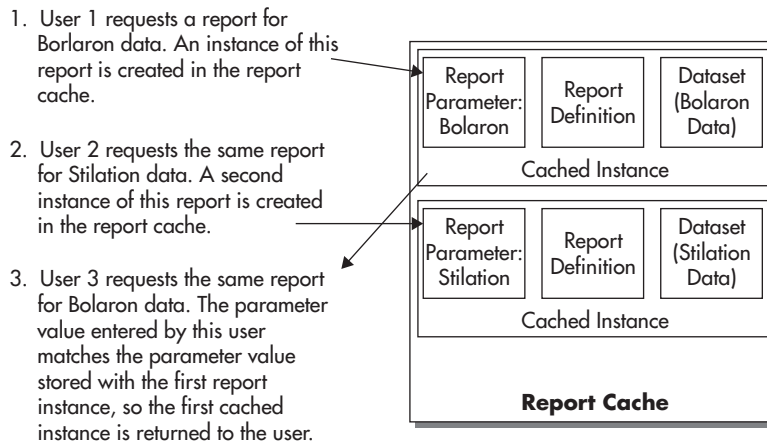 1. User 1 requests a report for
Borlaron data. An instance of this
report is created in the report
cache.
2. User 2 requests the same report
for Stilation data. A second
instance of this report is created
in the report cache.
3. User 3 requests the same report
for Bolaron data. The parameter
value entered by this user
matches the parameter value
stored with the first report
instance, so the first cached
instance is returned to the user.
Report
Parameter:
Bolaron
Report
Definition
Dataset
(Bolaron
Data)
Cached Instance
Report
Parameter:
Stilation
Report
Definition
Dataset
(Stilation
Data)
Cached Instance
Report Cache